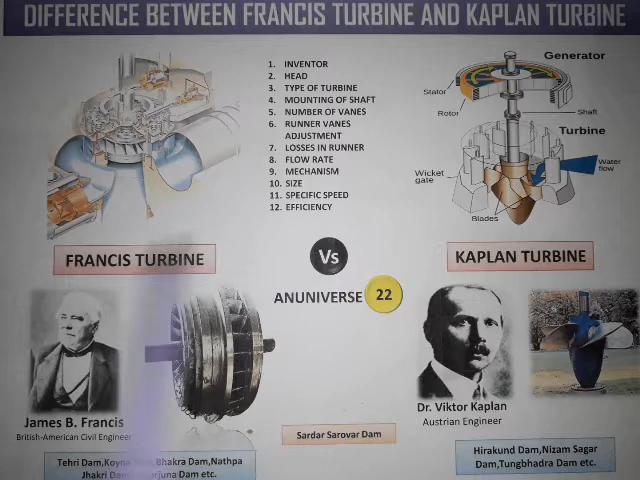 DIFFERENCE BETWEEN FRANCIS TURBINE AND KAPLAN TURBINE
1. INVENTOR
2. HEAD
3. TYPE OF TURBINE
4. MOUNTING OF SHAFT
5. NUMBER OF VANES
6. RUNNER VANES
ADJUSTMENT
7. LOSSES IN RUNNER
8. FLOW RATE
9. MECHANISM
10. SIZE
11. SPECIFIC SPEED
12. EFFICIENCY
Generator
Stator
Rotor
Shaft
Turbine
Water
flow
Wicket
gate
Blades
FRANCIS TURBINE
Vs
KAPLAN TURBINE
ANUNIVERSE 22
James B. Francis
British-American Civil Engineer
Dr. Viktor Kaplan
Austrian Engineer
Sardar Sarovar Dam
Tehri Dam,Koyna Bhakra Dam,Nathpa
Jhakri Dam Dam etc.
Hirakund Dam,Nizam Sagar
Dam,Tungbhadra Dam etc.